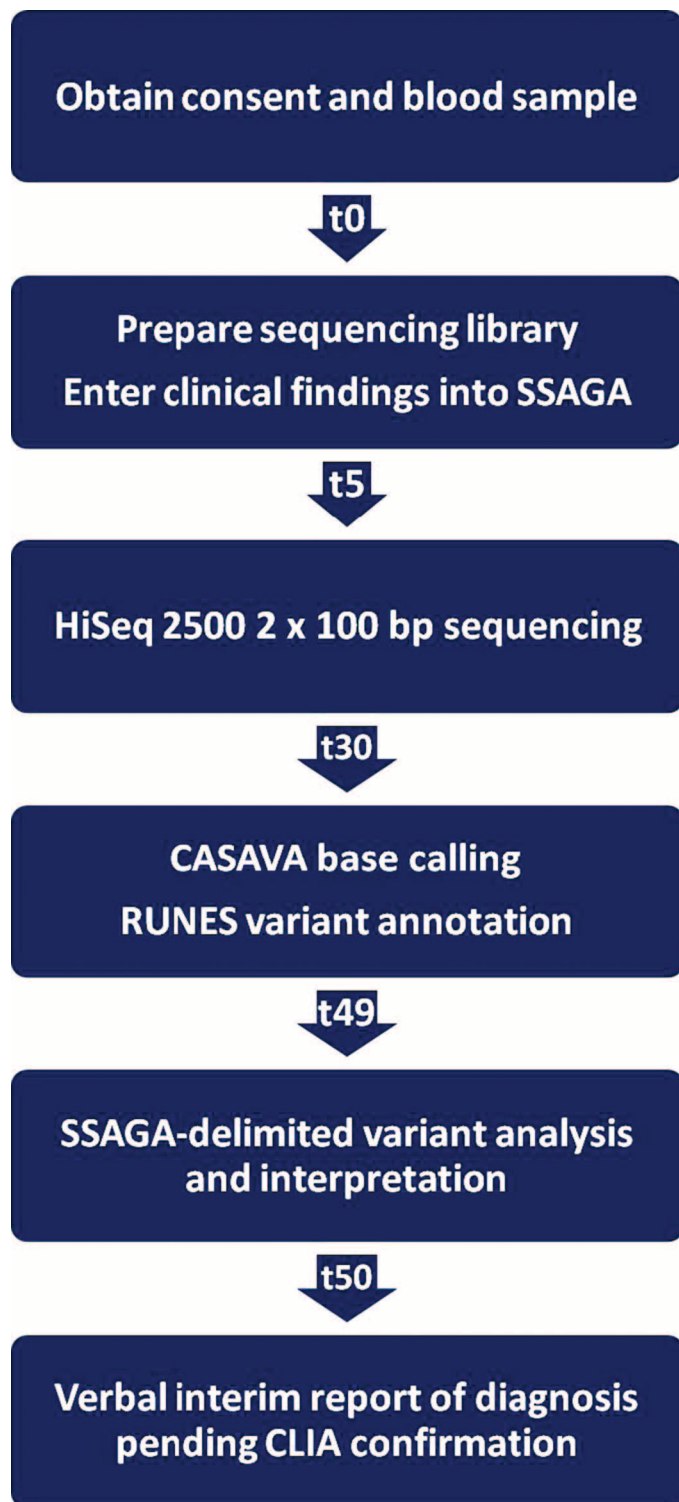 Obtain consent and blood sample
t0
Prepare sequencing library
Enter clinical findings into SSAGA
t5
HiSeq 2500 2 x 100 bp sequencing
t30
CASAVA base calling
RUNES variant annotation
t49
SSAGA-delimited variant analysis
and interpretation
t50
Verbal interim report of diagnosis
pending CLIA confirmation